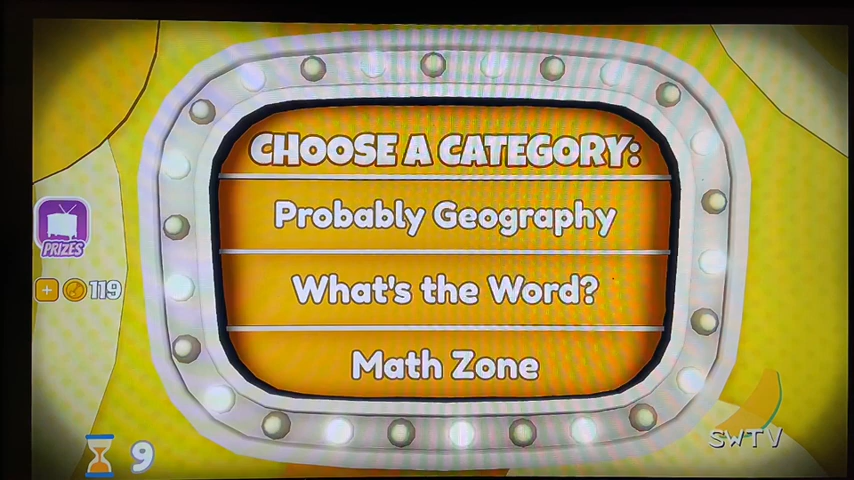 CHOOSE A CATEGORY:
Probably Geography
What's the Word?
Math Zone
PRIZES
+ 119
9
SWTV